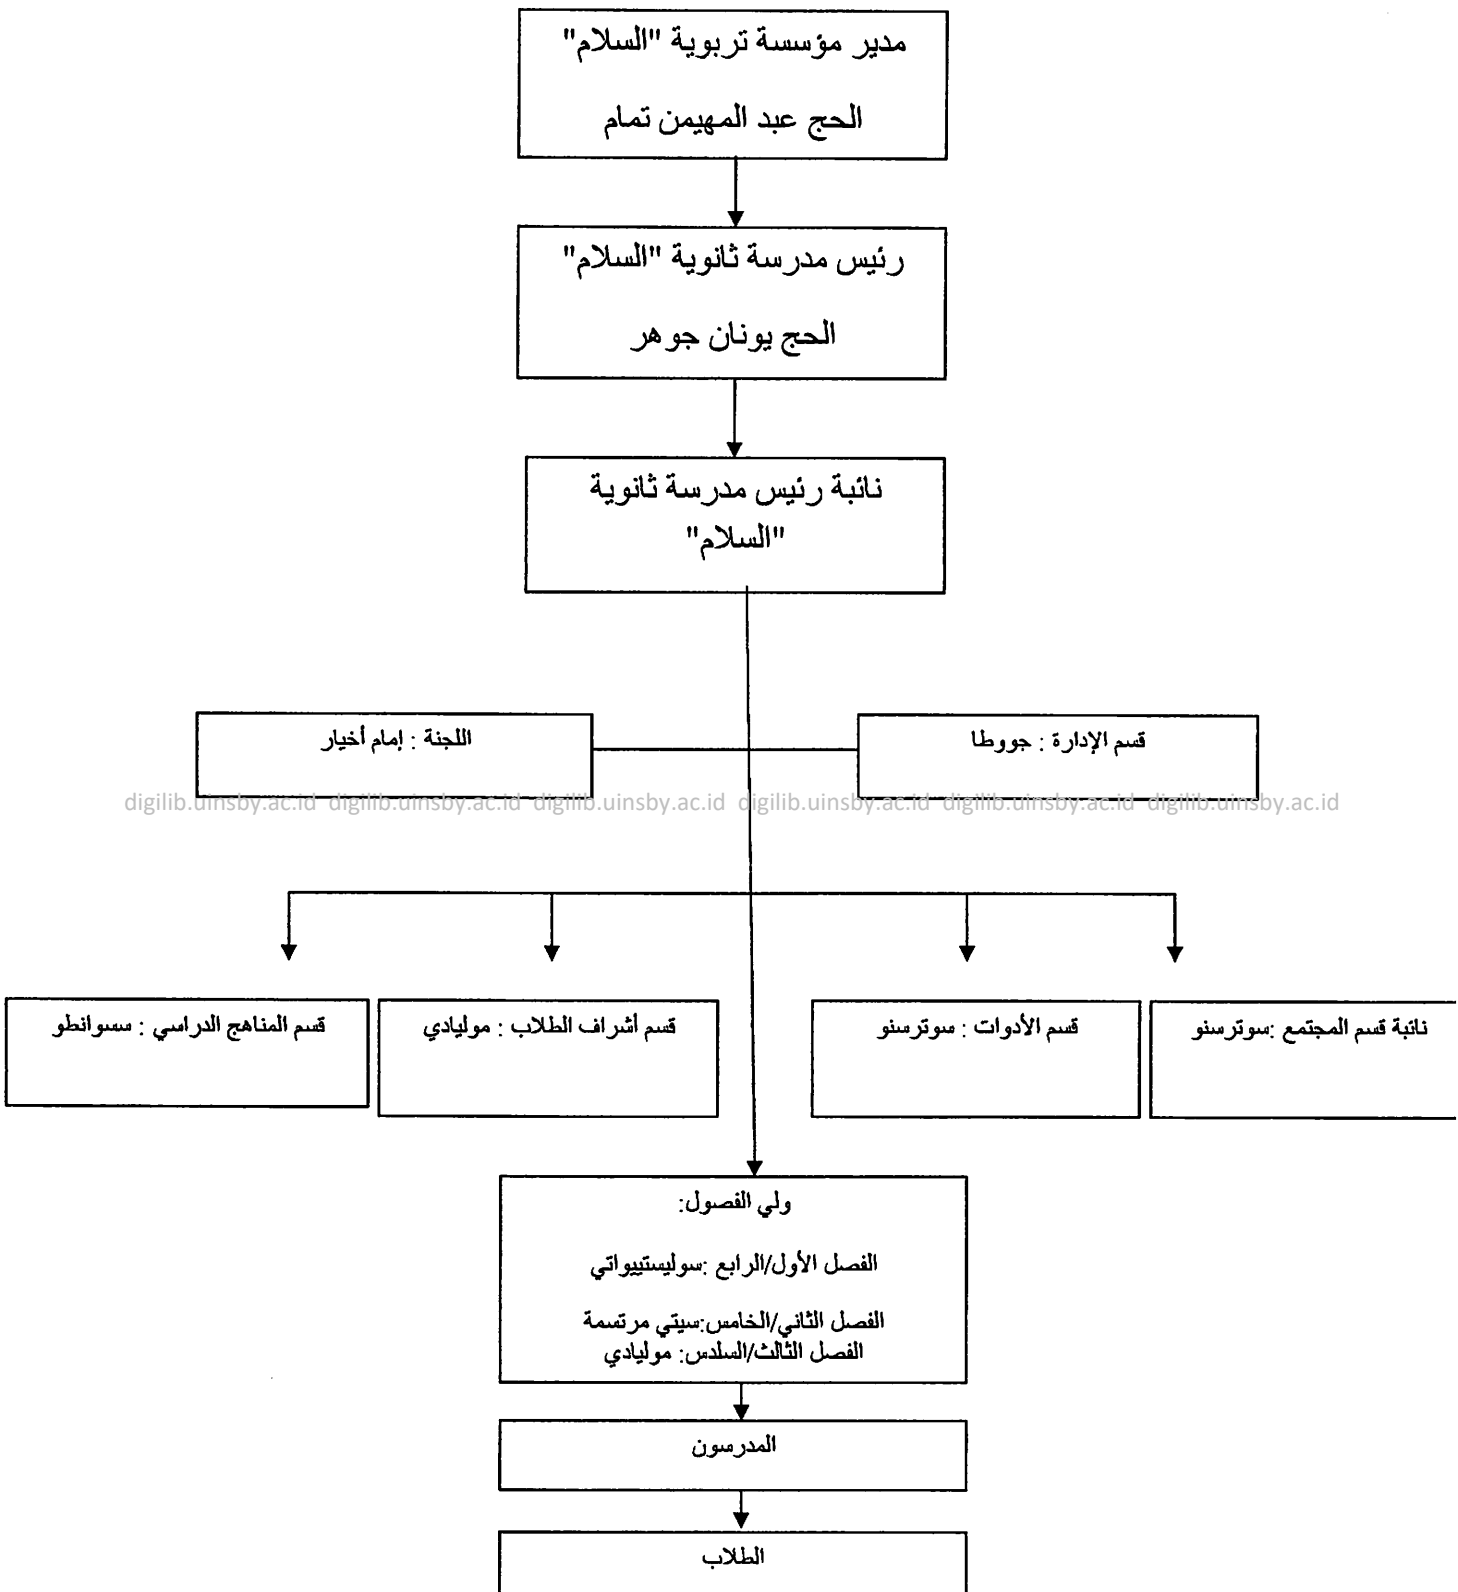 مدير مؤسسة تربوية "السلام"
الحج عبد المهيمن تمام
رئيس مدرسة ثانوية "السلام"
الحج يونان جوهر
نائبة رئيس مدرسة ثانوية
"السلام"
قسم الإدارة : جووطا
اللجنة : إمام أخيار
digilib.uinsby.ac.id digilib.uinsby.ac.id digilib.uinsby.ac.id digilib.uinsby.ac.id digilib.uinsby.ac.id digilib.uinsby.ac.id
نائبة قسم المجتمع :سوترسنو
قسم الأدوات : سوترسنو
قسم أشراف الطلاب : موليادي
قسم المناهج الدراسي : سسوانطو
ولي الفصول:
الفصل الأول/الرابع :سوليستييواتي
الفصل الثاني/الخامس:سيتي مرتسمة
الفصل الثالث/السلدس: موليادي
المدرسون
الطلاب